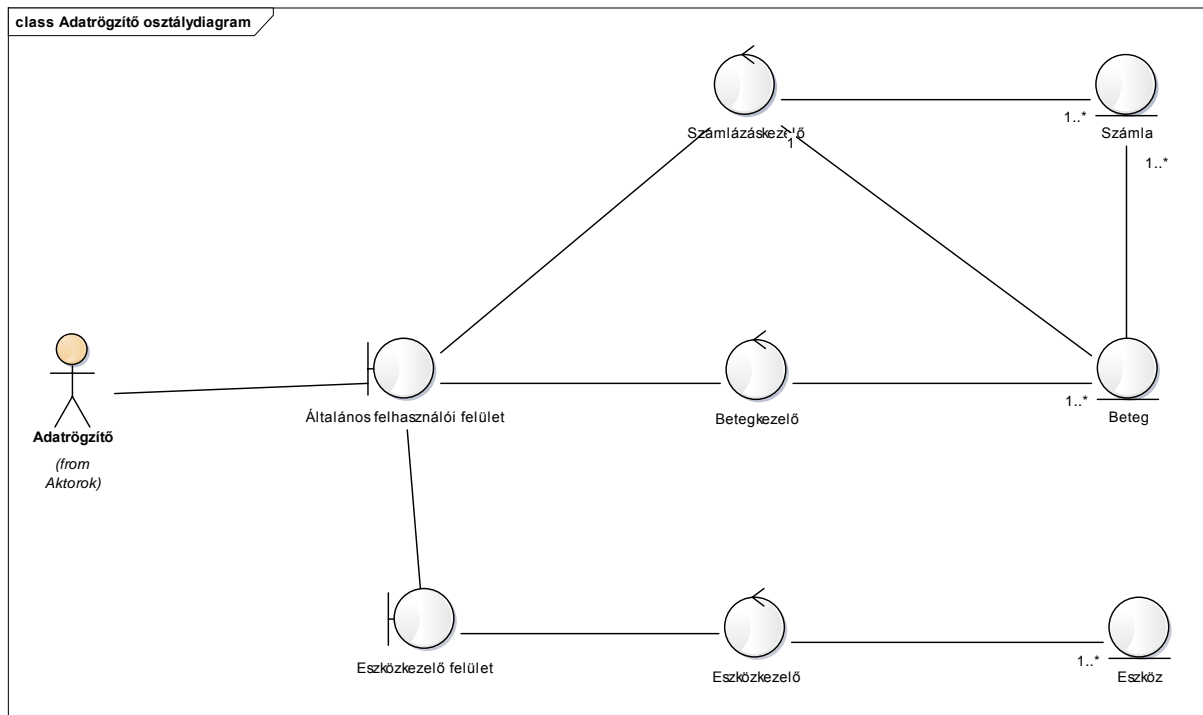 class Adatrögzítő osztálydiagram
Számlázáskezelő
1
1..*
Számla
1..*
Adatrögzítő
(from
Aktorok)
Általános felhasználói felület
Betegkezelő
1..*
Beteg
Eszközkezelő felület
Eszközkezelő
1..*
Eszköz